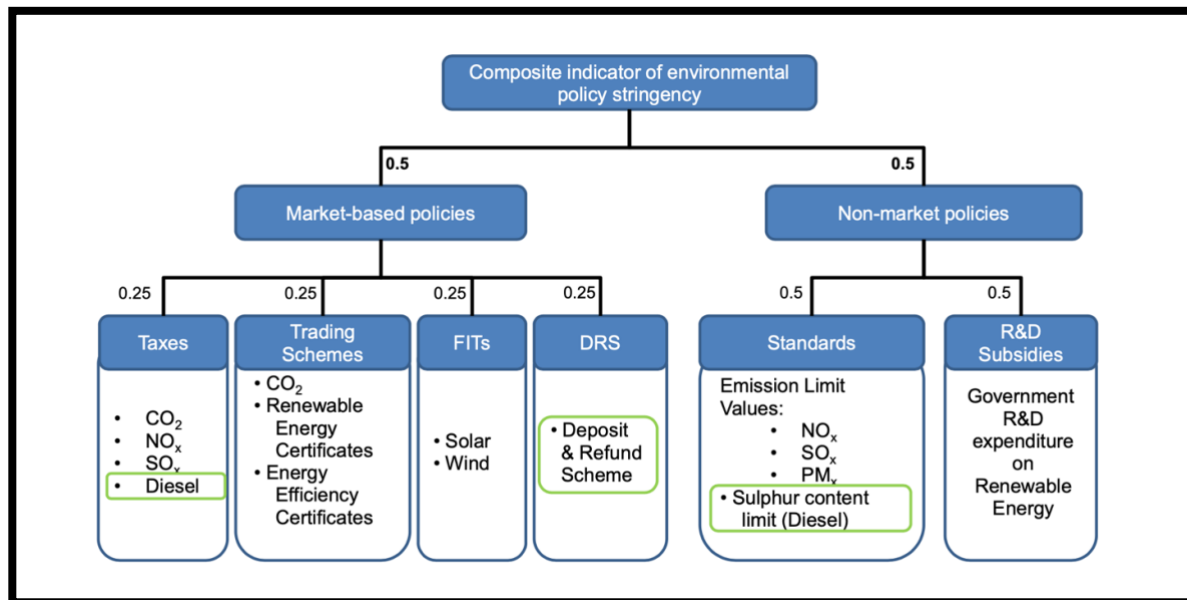 Composite indicator of environmental
policy stringency
0.5
0.5
Market-based policies
Non-market policies
0.25
0.25
0.25
0.25
0.5
0.5
Taxes
• CO₂
• NOₓ
• SOₓ
• Diesel
Trading
Schemes
• CO₂
• Renewable
Energy
Certificates
• Energy
Efficiency
Certificates
FITs
• Solar
• Wind
DRS
• Deposit
& Refund
Scheme
Standards
Emission Limit
Values:
• NOₓ
• SOₓ
• PMₓ
• Sulphur content
limit (Diesel)
R&D
Subsidies
Government
R&D
expenditure
on
Renewable
Energy